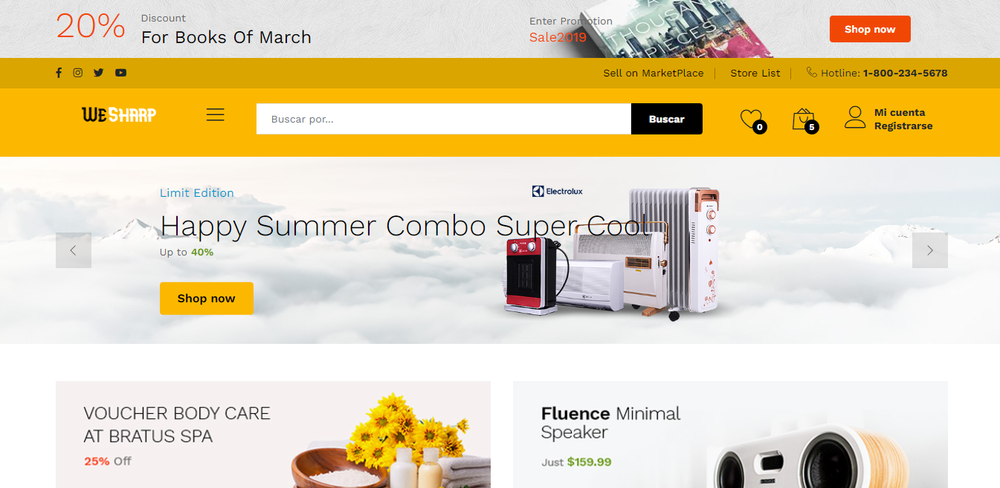 20%
Discount
For Books Of March
Enter Promotion
Sale2019
A
THOUSAND
PIECES
Shop now
Sell on MarketPlace
Store List
Hotline: 1-800-234-5678
WESHARP
Buscar por...
Buscar
0
5
Mi cuenta
Registrarse
Limit Edition
Happy Summer Combo Super Cool
Up to 40%
Shop now
Electrolux
VOUCHER BODY CARE
AT BRATUS SPA
25% Off
Fluence Minimal
Speaker
Just $159.99